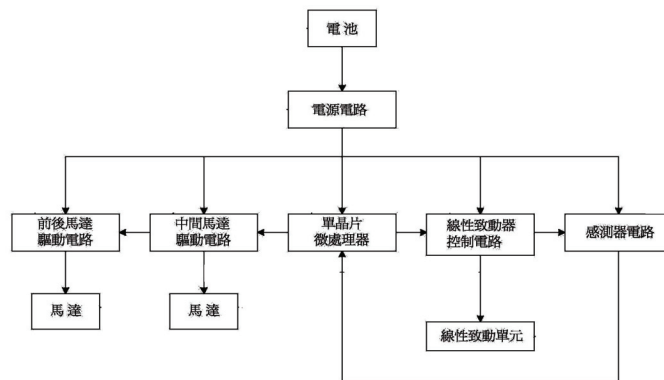 電池
電源電路
前後馬達
驅動電路
中間馬達
驅動電路
單晶片
微處理器
線性致動器
控制電路
感測器電路
馬達
馬達
線性致動單元